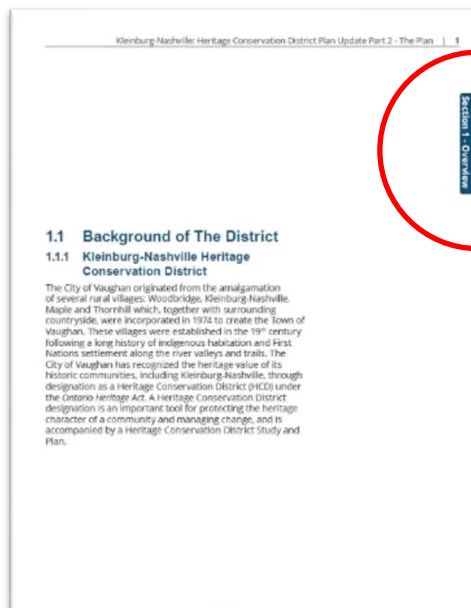 Kleinburg-Nashville: Heritage Conservation District Plan Update Part 2 - The Plan | 1
Section 1 - Overview
1.1 Background of The District
1.1.1 Kleinburg-Nashville Heritage
Conservation District
The City of Vaughan originated from the amalgamation
of several rural villages: Woodbridge, Kleinburg-Nashville,
Maple and Thornhill which, together with surrounding
countryside, were incorporated in 1974 to create the Town of
Vaughan. These villages were established in the 19th century
following a long history of indigenous habitation and First
Nations settlement along the river valleys and trails. The
City of Vaughan has recognized the heritage value of its
historic communities, including Kleinburg-Nashville, through
designation as a Heritage Conservation District (HCD) under
the Ontario Heritage Act. A Heritage Conservation District
designation is an important tool for protecting the heritage
character of a community and managing change, and is
accompanied by a Heritage Conservation District Study and
Plan.